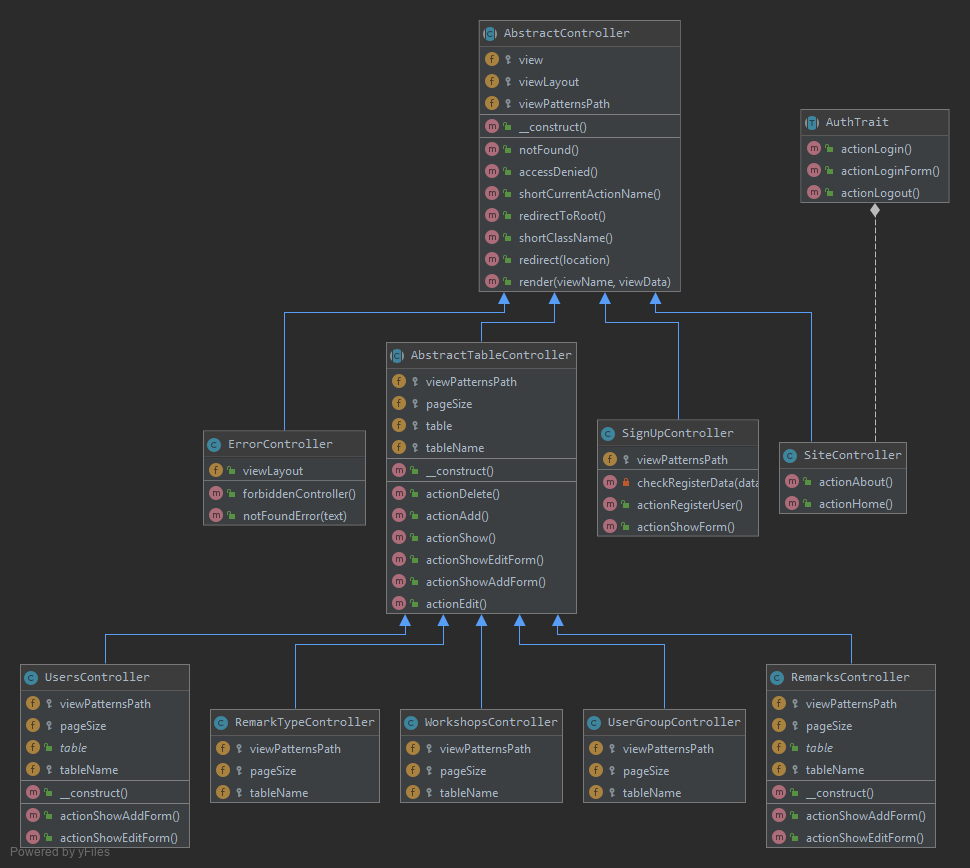 AbstractController
view
viewLayout
viewPatternsPath
__construct()
notFound()
accessDenied()
shortCurrentActionName()
redirectToRoot()
shortClassName()
redirect(location)
render(viewName, viewData)
AuthTrait
actionLogin()
actionLoginForm()
actionLogout()
AbstractTableController
viewPatternsPath
pageSize
table
tableName
__construct()
actionDelete()
actionAdd()
actionShow()
actionShowEditForm()
actionShowAddForm()
actionEdit()
ErrorController
viewLayout
forbiddenController()
notFoundError(text)
SignUpController
viewPatternsPath
checkRegisterData(data
actionRegisterUser()
actionShowForm()
SiteController
actionAbout()
actionHome()
UsersController
viewPatternsPath
pageSize
table
tableName
__construct()
actionShowAddForm()
actionShowEditForm()
RemarkTypeController
viewPatternsPath
pageSize
tableName
WorkshopsController
viewPatternsPath
pageSize
tableName
UserGroupController
viewPatternsPath
pageSize
tableName
RemarksController
viewPatternsPath
pageSize
table
tableName
__construct()
actionShowAddForm()
actionShowEditForm()
Powered by yFiles